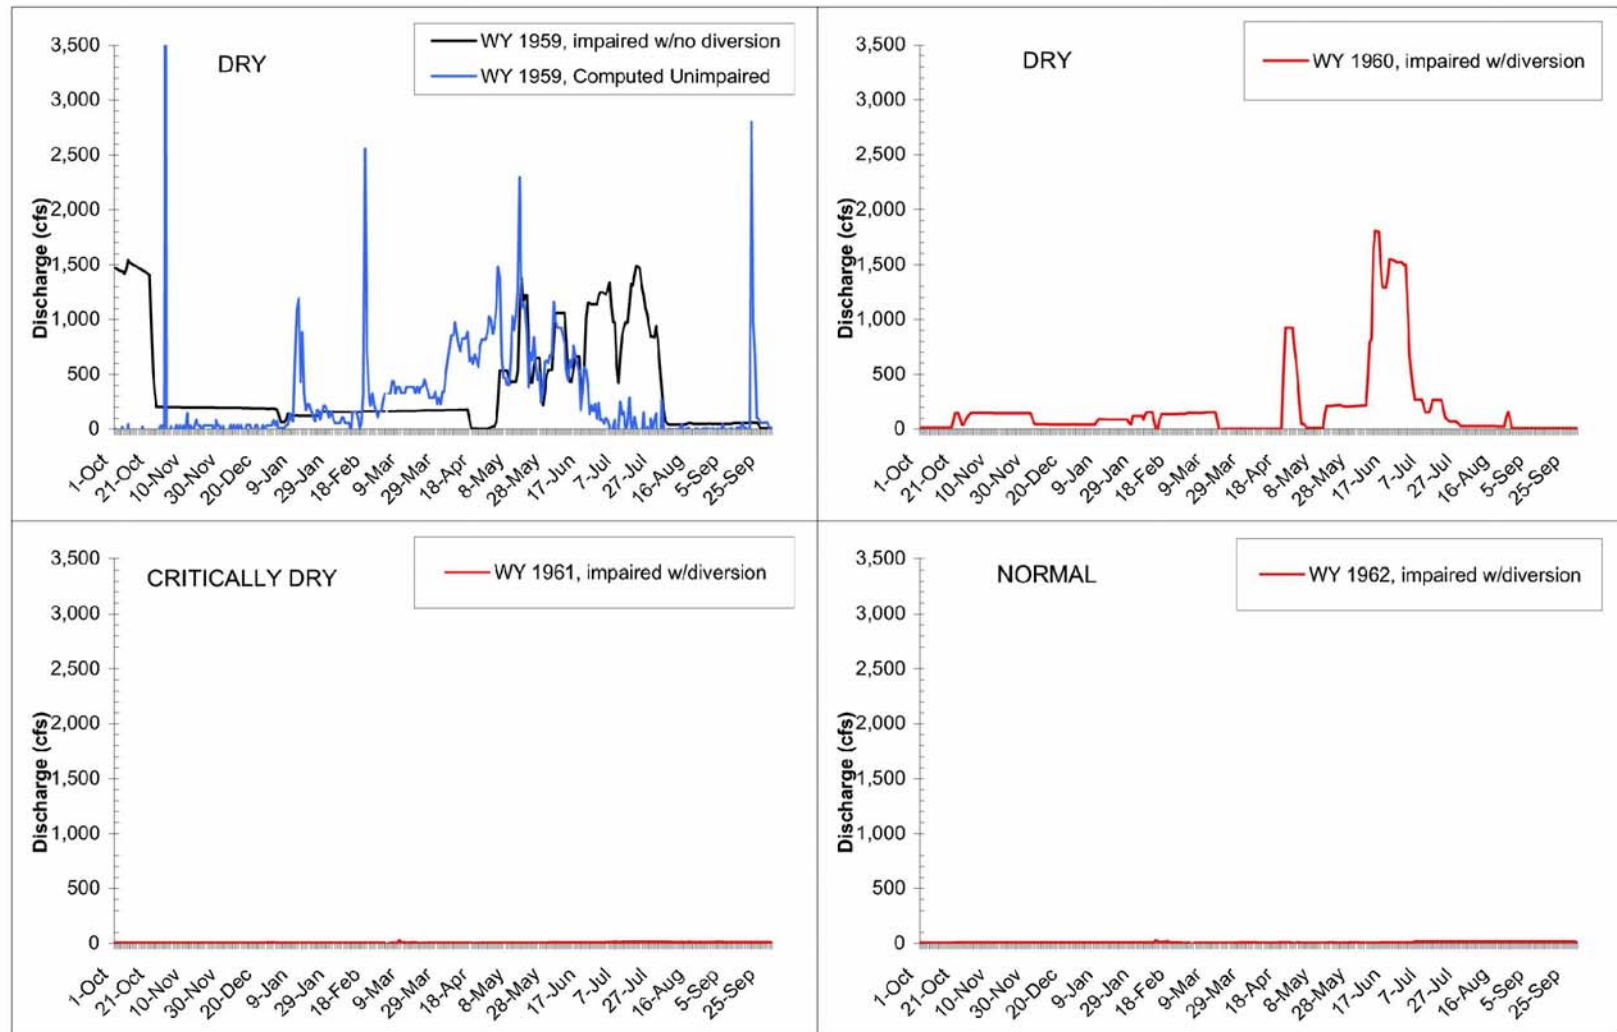 DRY
WY 1959, impaired w/no diversion
WY 1959, Computed Unimpaired
Discharge (cfs)
3,500
3,000
2,500
2,000
1,500
1,000
500
0
1-Oct
21-Oct
10-Nov
30-Nov
20-Dec
9-Jan
29-Jan
18-Feb
9-Mar
29-Mar
18-Apr
8-May
28-May
17-Jun
7-Jul
27-Jul
16-Aug
5-Sep
25-Sep
DRY
WY 1960, impaired w/diversion
Discharge (cfs)
3,500
3,000
2,500
2,000
1,500
1,000
500
0
1-Oct
21-Oct
10-Nov
30-Nov
20-Dec
9-Jan
29-Jan
18-Feb
9-Mar
29-Mar
18-Apr
8-May
28-May
17-Jun
7-Jul
27-Jul
16-Aug
5-Sep
25-Sep
CRITICALLY DRY
WY 1961, impaired w/diversion
Discharge (cfs)
3,500
3,000
2,500
2,000
1,500
1,000
500
0
1-Oct
21-Oct
10-Nov
30-Nov
20-Dec
9-Jan
29-Jan
18-Feb
9-Mar
29-Mar
18-Apr
8-May
28-May
17-Jun
7-Jul
27-Jul
16-Aug
5-Sep
25-Sep
NORMAL
WY 1962, impaired w/diversion
Discharge (cfs)
3,500
3,000
2,500
2,000
1,500
1,000
500
0
1-Oct
21-Oct
10-Nov
30-Nov
20-Dec
9-Jan
29-Jan
18-Feb
9-Mar
29-Mar
18-Apr
8-May
28-May
17-Jun
7-Jul
27-Jul
16-Aug
5-Sep
25-Sep